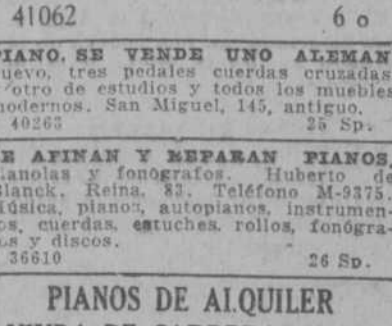 41062 6 o
PIANO. SE VENDE UNO ALEMAN
nuevo, tres pedales cuerdas cruzadas
otro de estudios y todos los muebles
modernos. San Miguel, 145, antiguo.
40263 25 Sp.
SE AFINAN Y REPARAN PIANOS,
pianolas y fonógrafos. Huberto de
Blanck. Reina, 83. Teléfono M-9375.
Música, pianos, autopianos, instrumen-
tos, cuerdas, estuches, rollos, fonógra-
fos y discos.
36610 26 Sp.
PIANOS DE ALQUILER